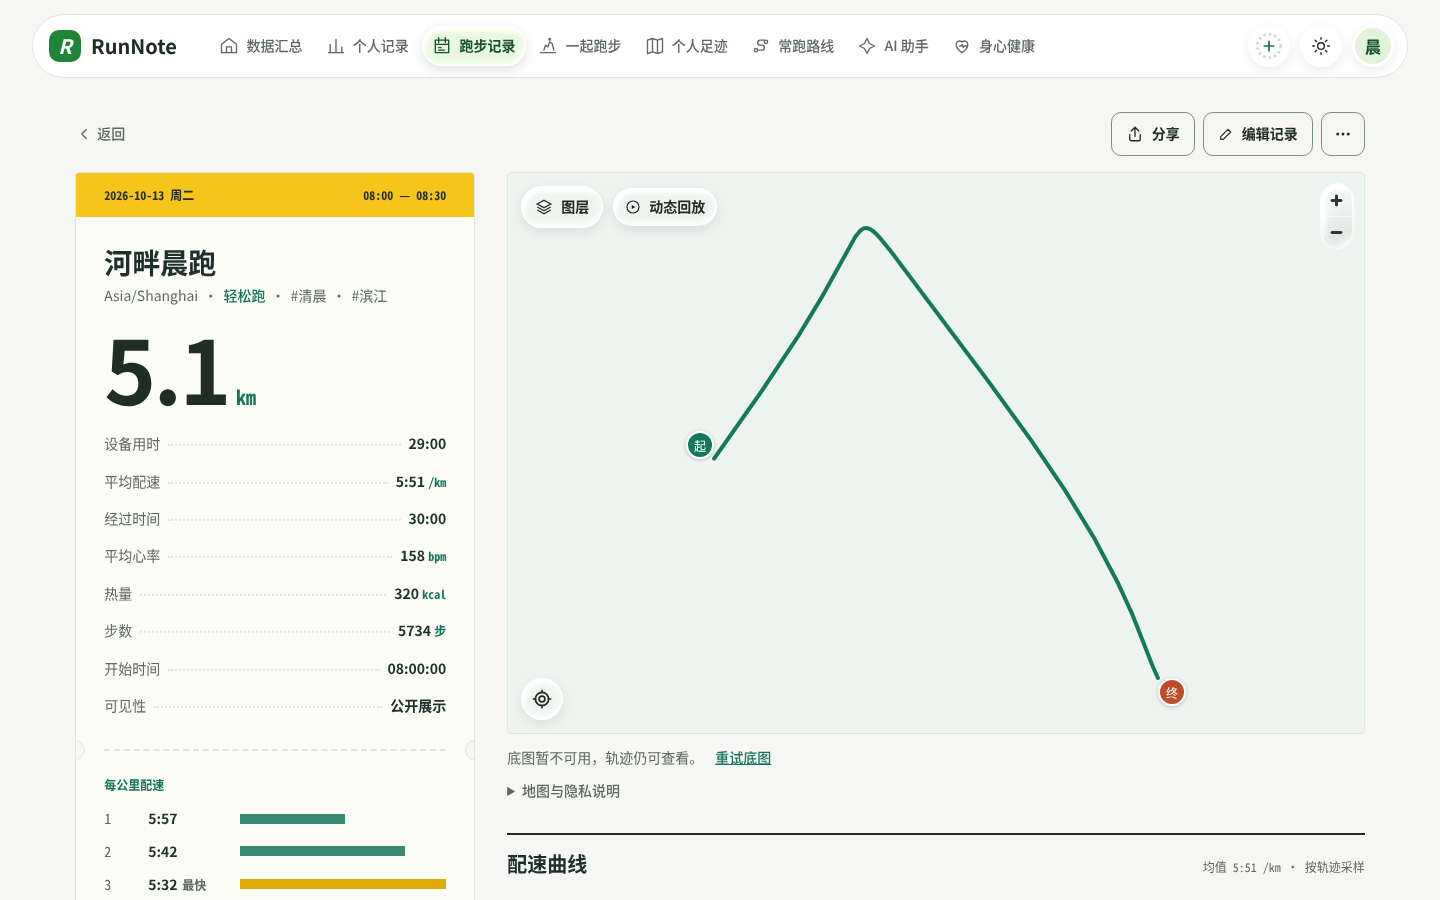 R RunNote 数据汇总 个人记录 跑步记录 一起跑步 个人足迹 常跑路线 AI 助手 身心健康 晨
返回 分享 编辑记录
2026-10-13 周二 08:00 — 08:30
河畔晨跑
Asia/Shanghai • 轻松跑 • #清晨 • #滨江
5.1 km
设备用时 29:00
平均配速 5:51 /km
经过时间 30:00
平均心率 158 bpm
热量 320 kcal
步数 5734 步
开始时间 08:00:00
可见性 公开展示
每公里配速
1 5:57
2 5:42
3 5:32 最快
图层 动态回放
起
终
底图暂不可用，轨迹仍可查看。 重试底图
地图与隐私说明
配速曲线 均值 5:51 /km • 按轨迹采样